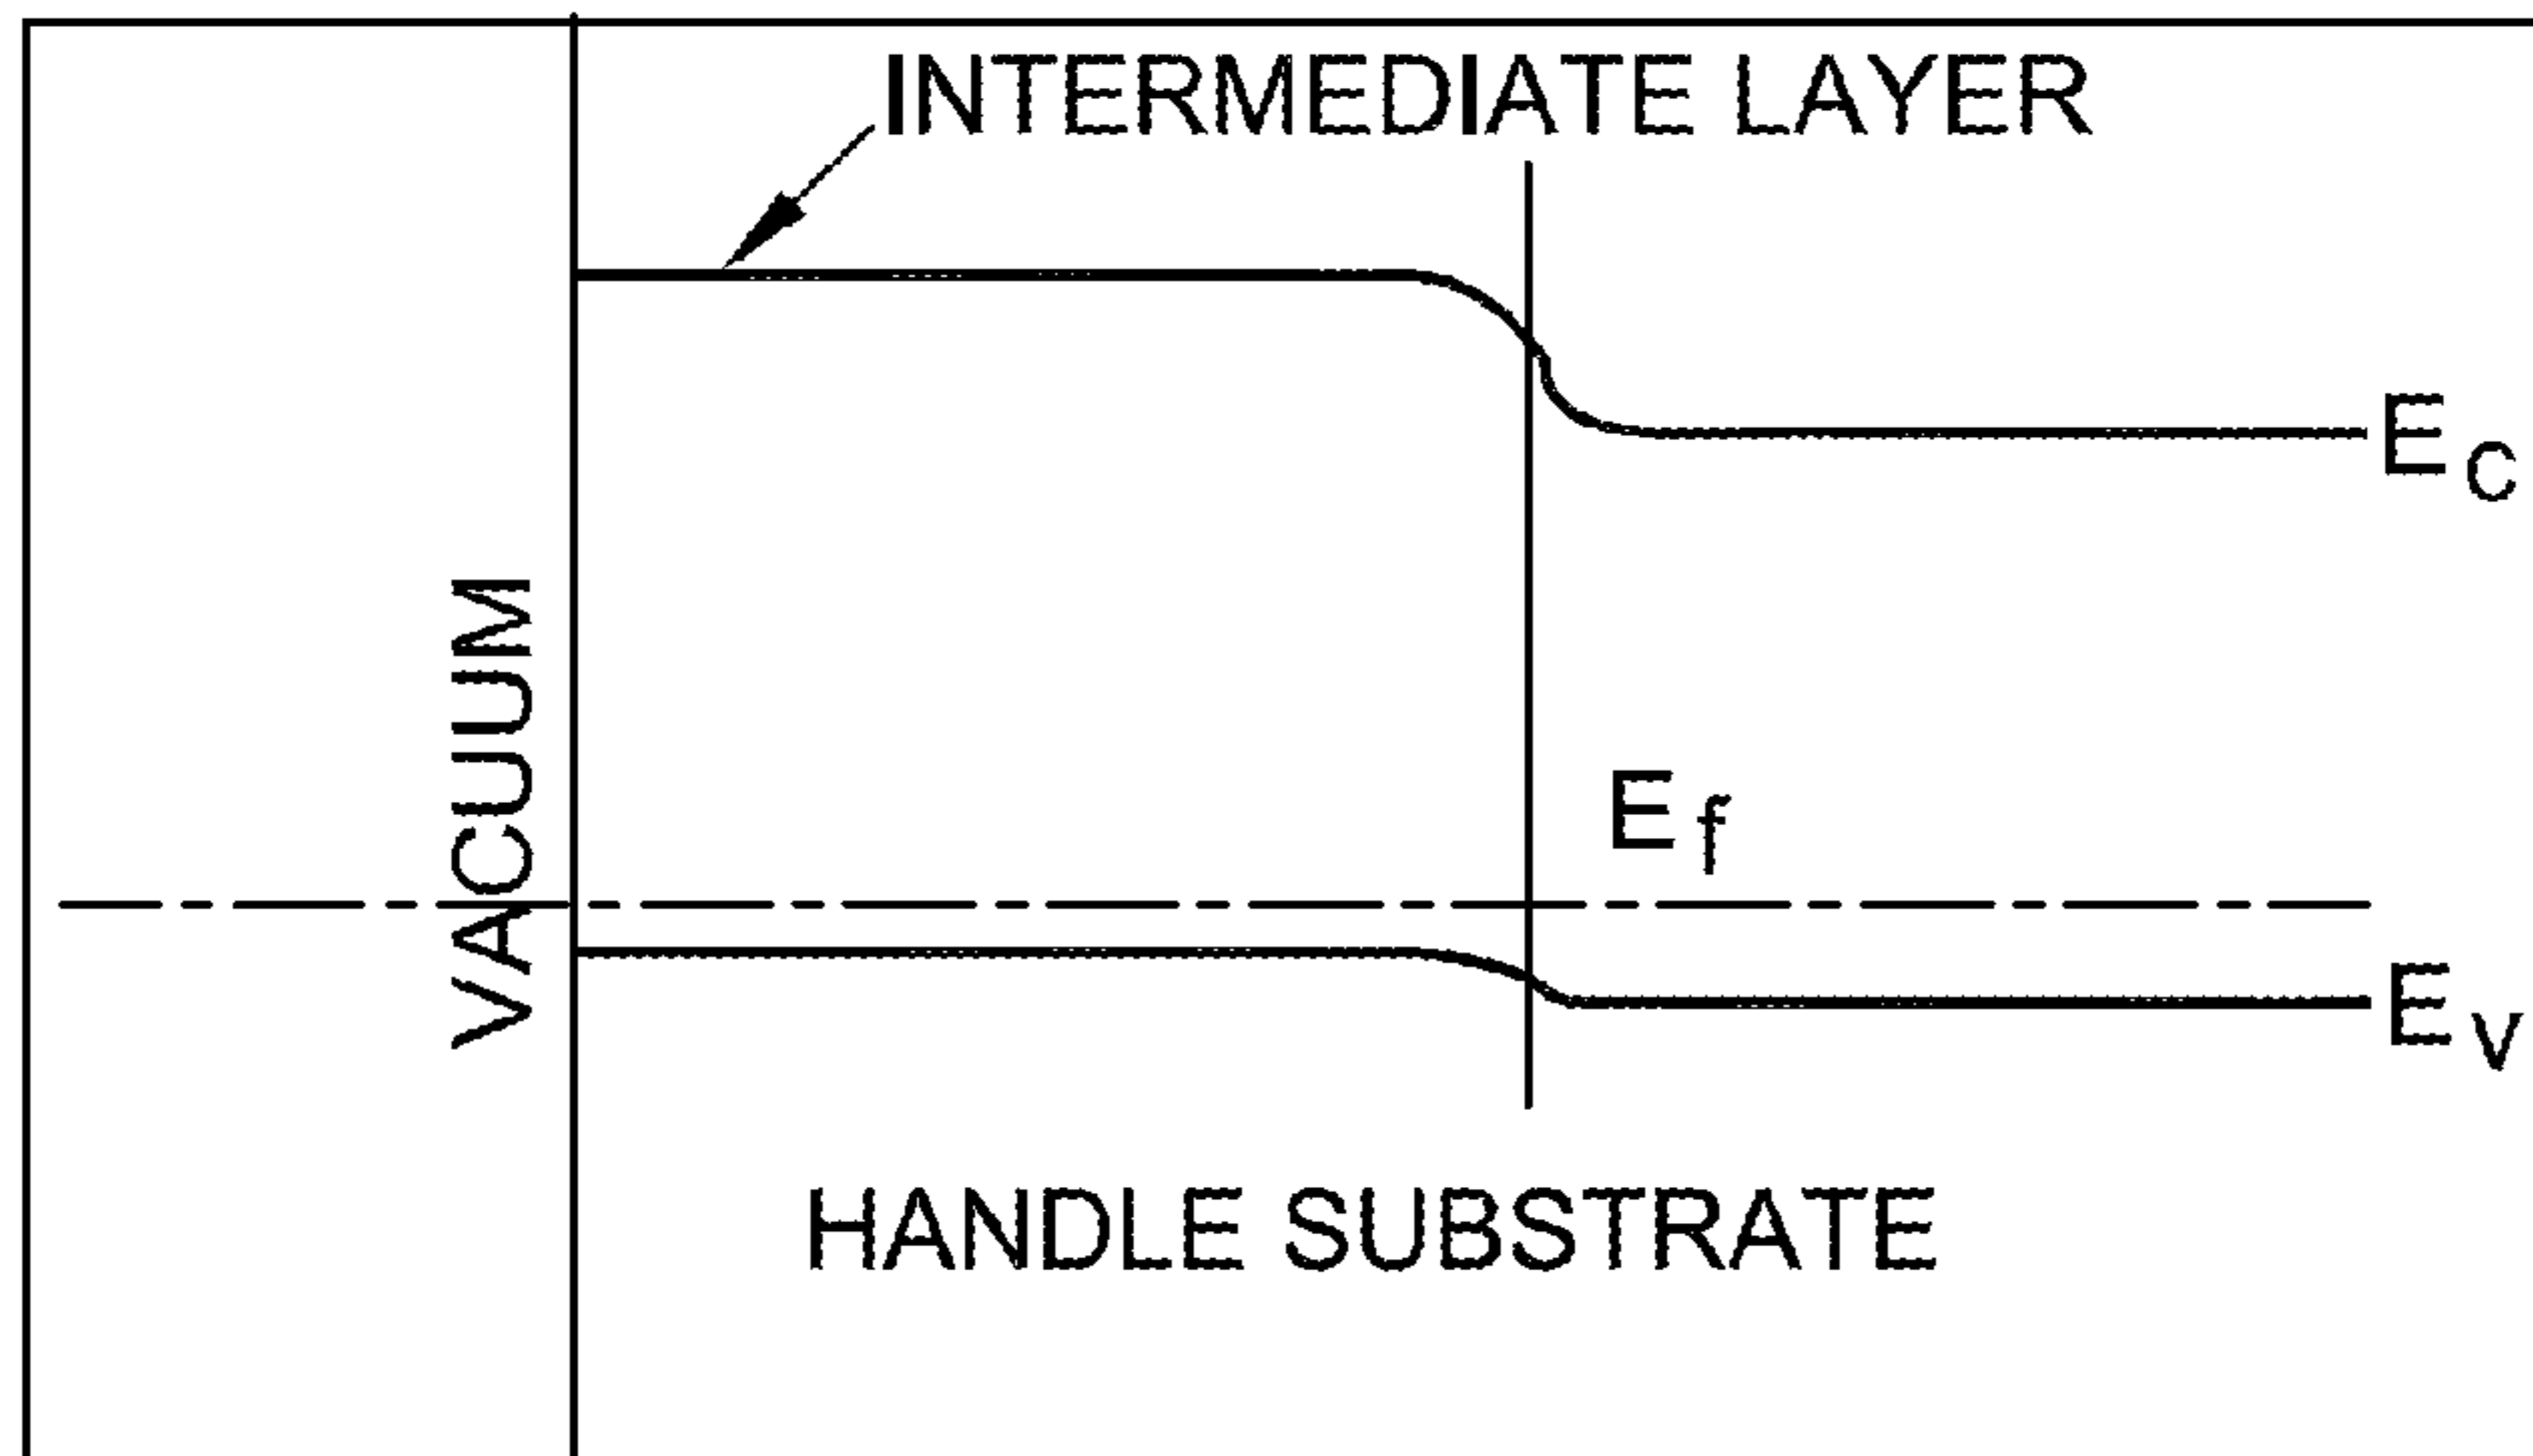 INTERMEDIATE LAYER
E_C
VACUUM
E_f
E_V
HANDLE SUBSTRATE